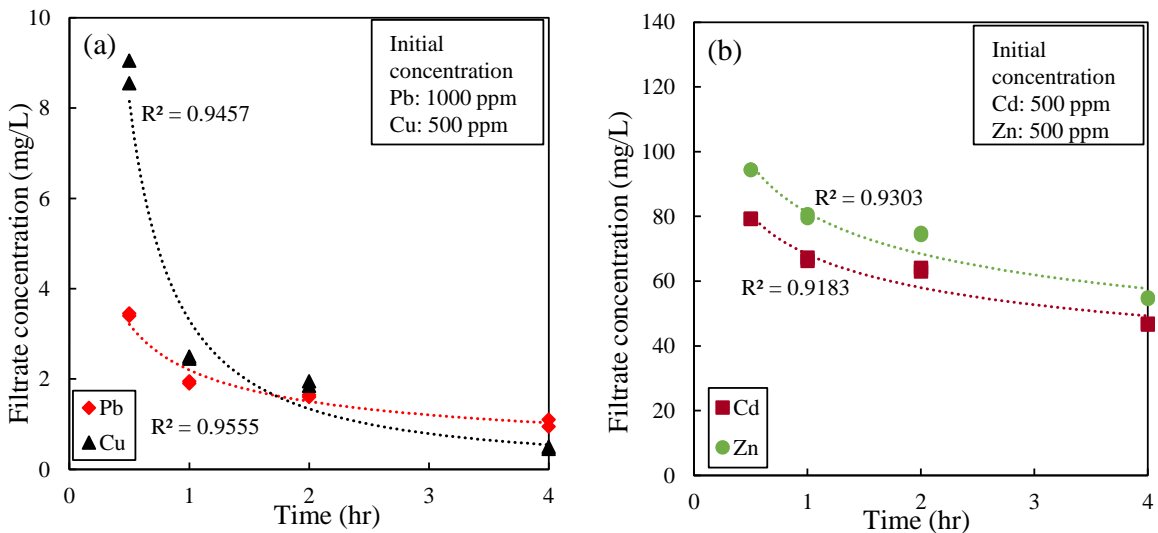 (a)
Initial
concentration
Pb: 1000 ppm
Cu: 500 ppm
R² = 0.9457
R² = 0.9555
Pb
Cu
Filtrate concentration (mg/L)
10
8
6
4
2
0
0 1 2 3 4
Time (hr)
(b)
Initial
concentration
Cd: 500 ppm
Zn: 500 ppm
R² = 0.9303
R² = 0.9183
Cd
Zn
Filtrate concentration (mg/L)
140
120
100
80
60
40
20
0
0 1 2 3 4
Time (hr)